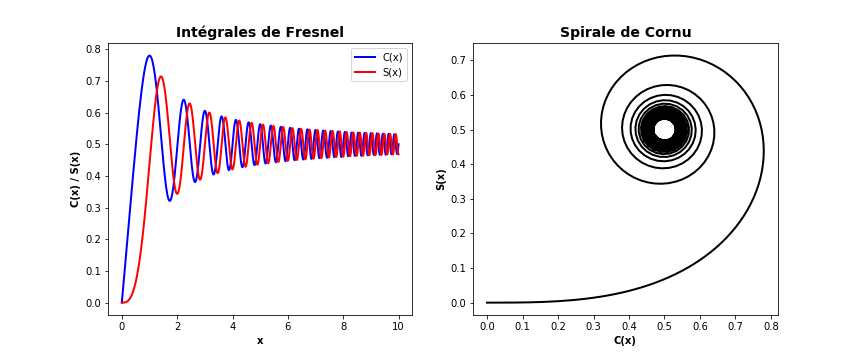 Intégrales de Fresnel
C(x)
S(x)
C(x) / S(x)
0.8
0.7
0.6
0.5
0.4
0.3
0.2
0.1
0.0
0 2 4 6 8 10
x
Spirale de Cornu
S(x)
0.7
0.6
0.5
0.4
0.3
0.2
0.1
0.0
0.0 0.1 0.2 0.3 0.4 0.5 0.6 0.7 0.8
C(x)